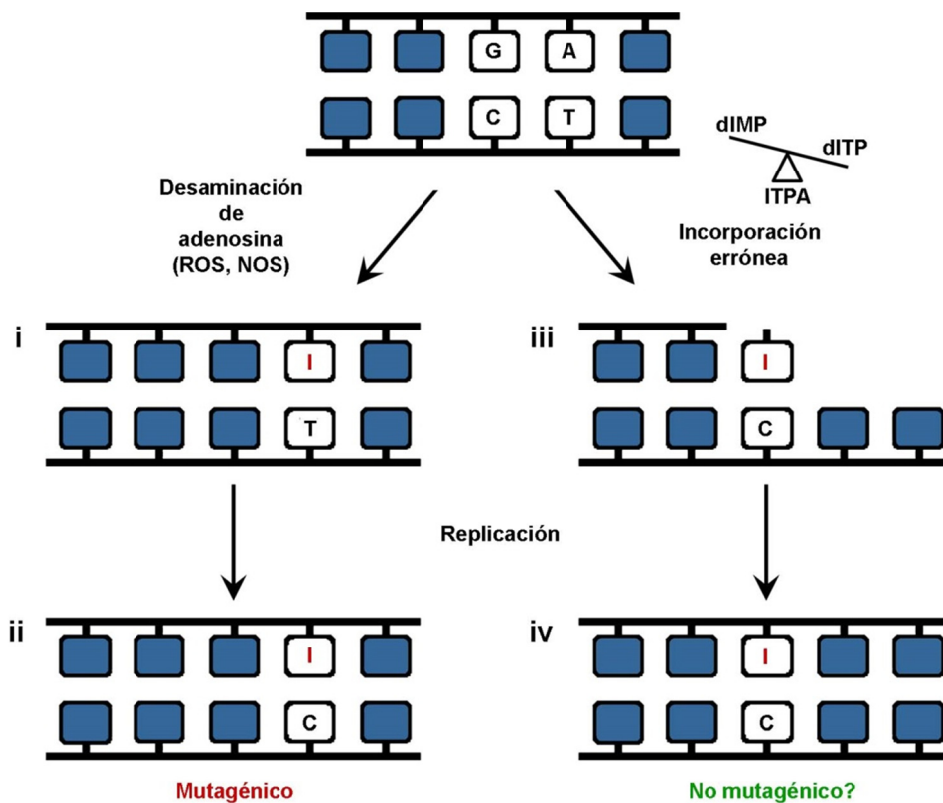 G A
C T
dIMP
dITP
ITPA
Desaminación
de
adenosina
(ROS, NOS)
Incorporación
errónea
i
I
T
iii
I
C
Replicación
ii
I
C
iv
I
C
Mutagénico
No mutagénico?